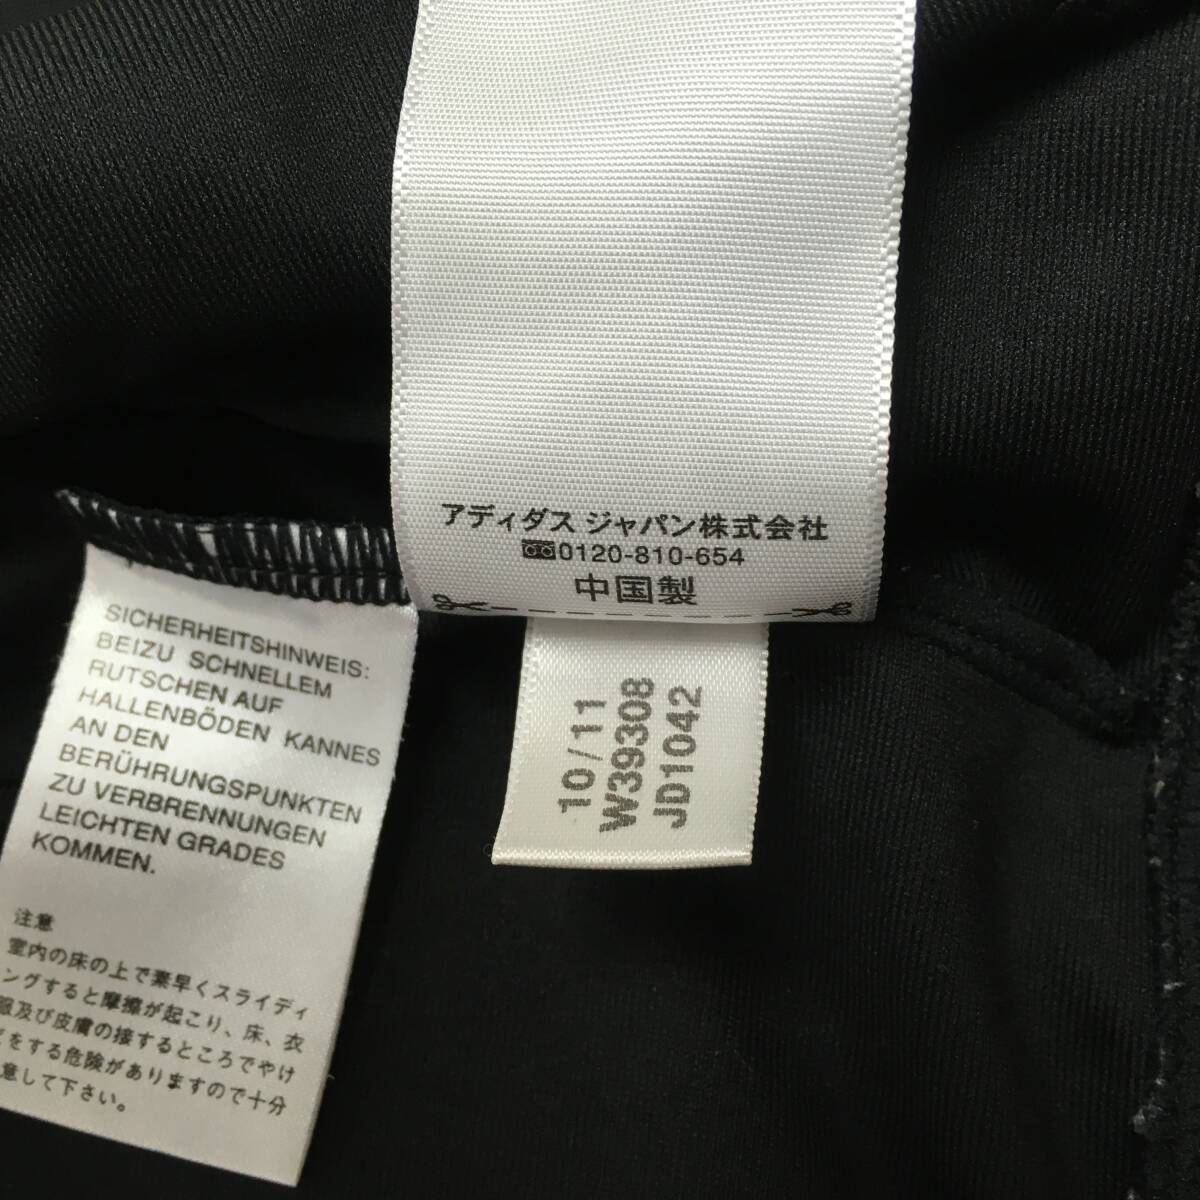 アディダス ジャパン株式会社
0120-810-654
中国製
10/11
W39308
JD1042
SICHERHEITSHINWEIS:
BEIZU SCHNELLEM
RUTSCHEN AUF
HALLENBÖDEN KANNES
AN DEN
BERÜHRUNGSPUNKTEN
ZU VERBRENNUNGEN
LEICHTEN GRADES
KOMMEN.
注意
室内の床の上で素早くスライディ
ングすると摩擦が起こり、床、衣
服及び皮膚の接するところでやけ
どをする危険がありますので十分
意して下さい。